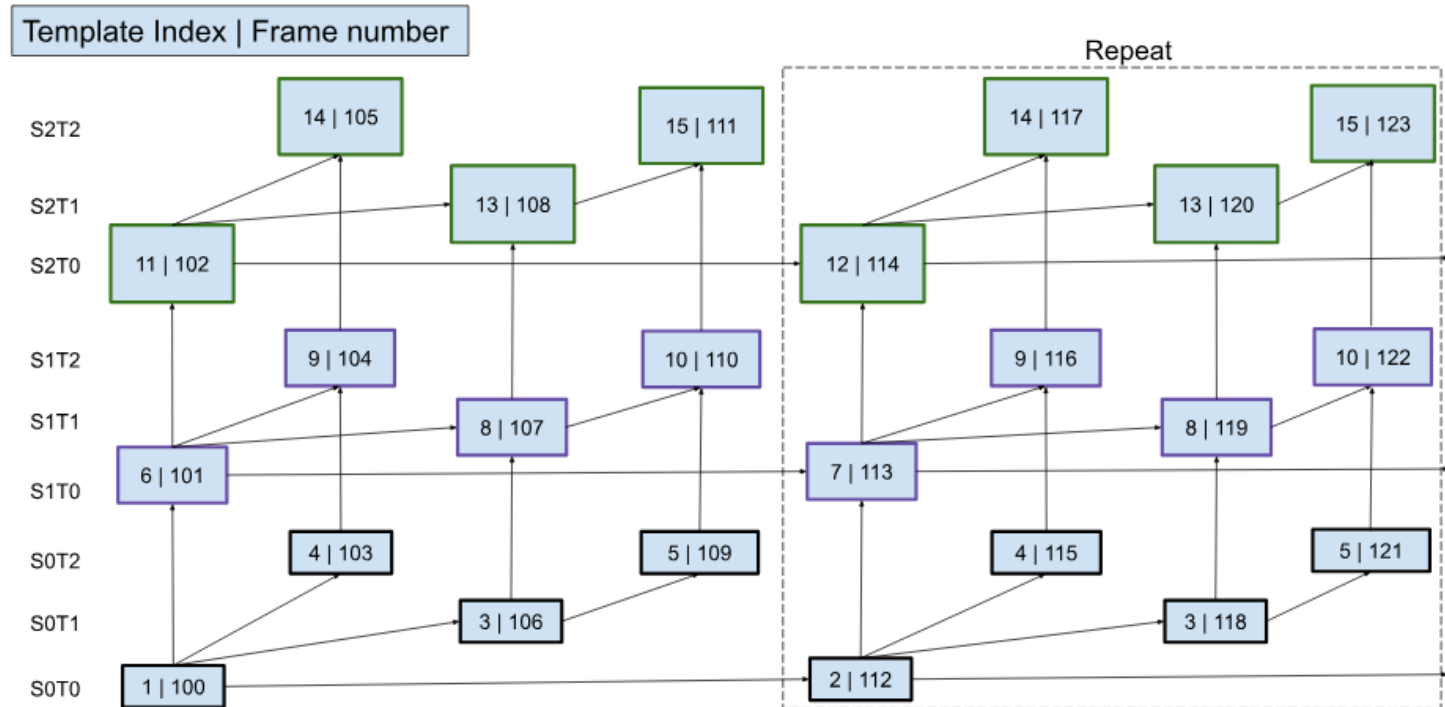 Template Index | Frame number
Repeat
S2T2
14 | 105
15 | 111
14 | 117
15 | 123
S2T1
13 | 108
13 | 120
S2T0
11 | 102
12 | 114
S1T2
9 | 104
10 | 110
9 | 116
10 | 122
S1T1
8 | 107
8 | 119
S1T0
6 | 101
7 | 113
S0T2
4 | 103
5 | 109
4 | 115
5 | 121
S0T1
3 | 106
3 | 118
S0T0
1 | 100
2 | 112